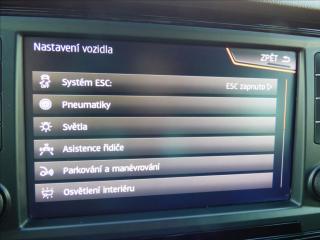 Nastavení vozidla
ZPĚT
Systém ESC: ESC zapnuto
Pneumatiky
Světla
Asistence řidiče
Parkování a manévrování
Osvětlení interiéru